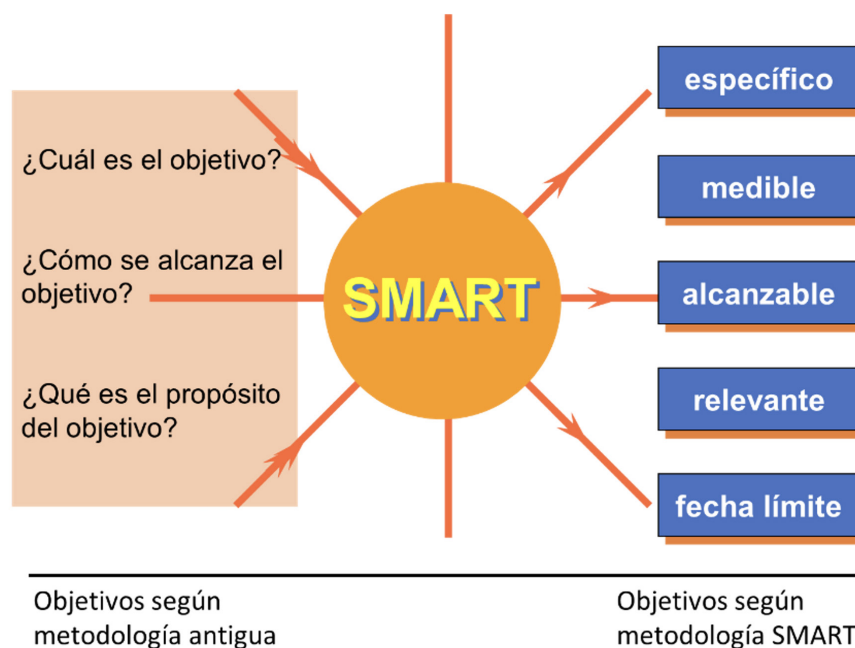 ¿Cuál es el objetivo?
¿Cómo se alcanza el
objetivo?
¿Qué es el propósito
del objetivo?
SMART
específico
medible
alcanzable
relevante
fecha límite
Objetivos según
metodología antigua
Objetivos según
metodología SMART